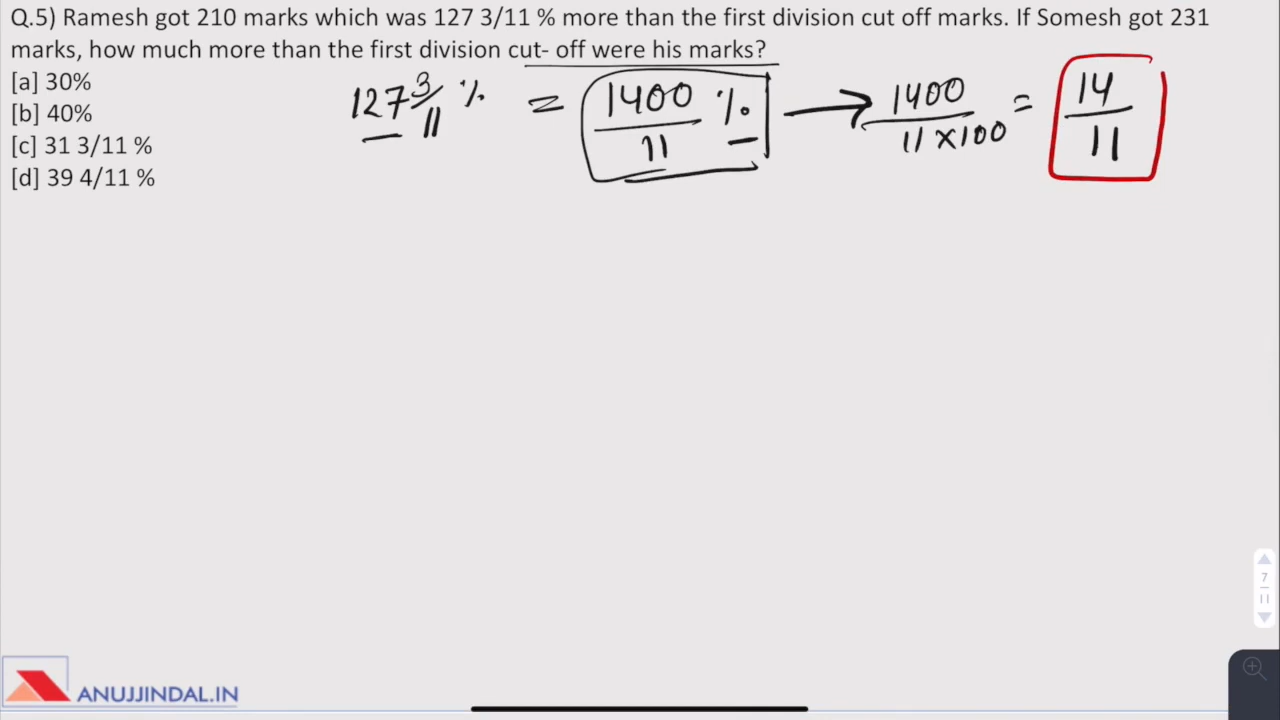 Q.5) Ramesh got 210 marks which was 127 3/11 % more than the first division cut off marks. If Somesh got 231
marks, how much more than the first division cut- off were his marks?
[a] 30%
[b] 40%
[c] 31 3/11 %
[d] 39 4/11 %
127 3/11 % = 1400/11 % → 1400/11×100 = 14/11
7
11
ANUJJINDAL.IN